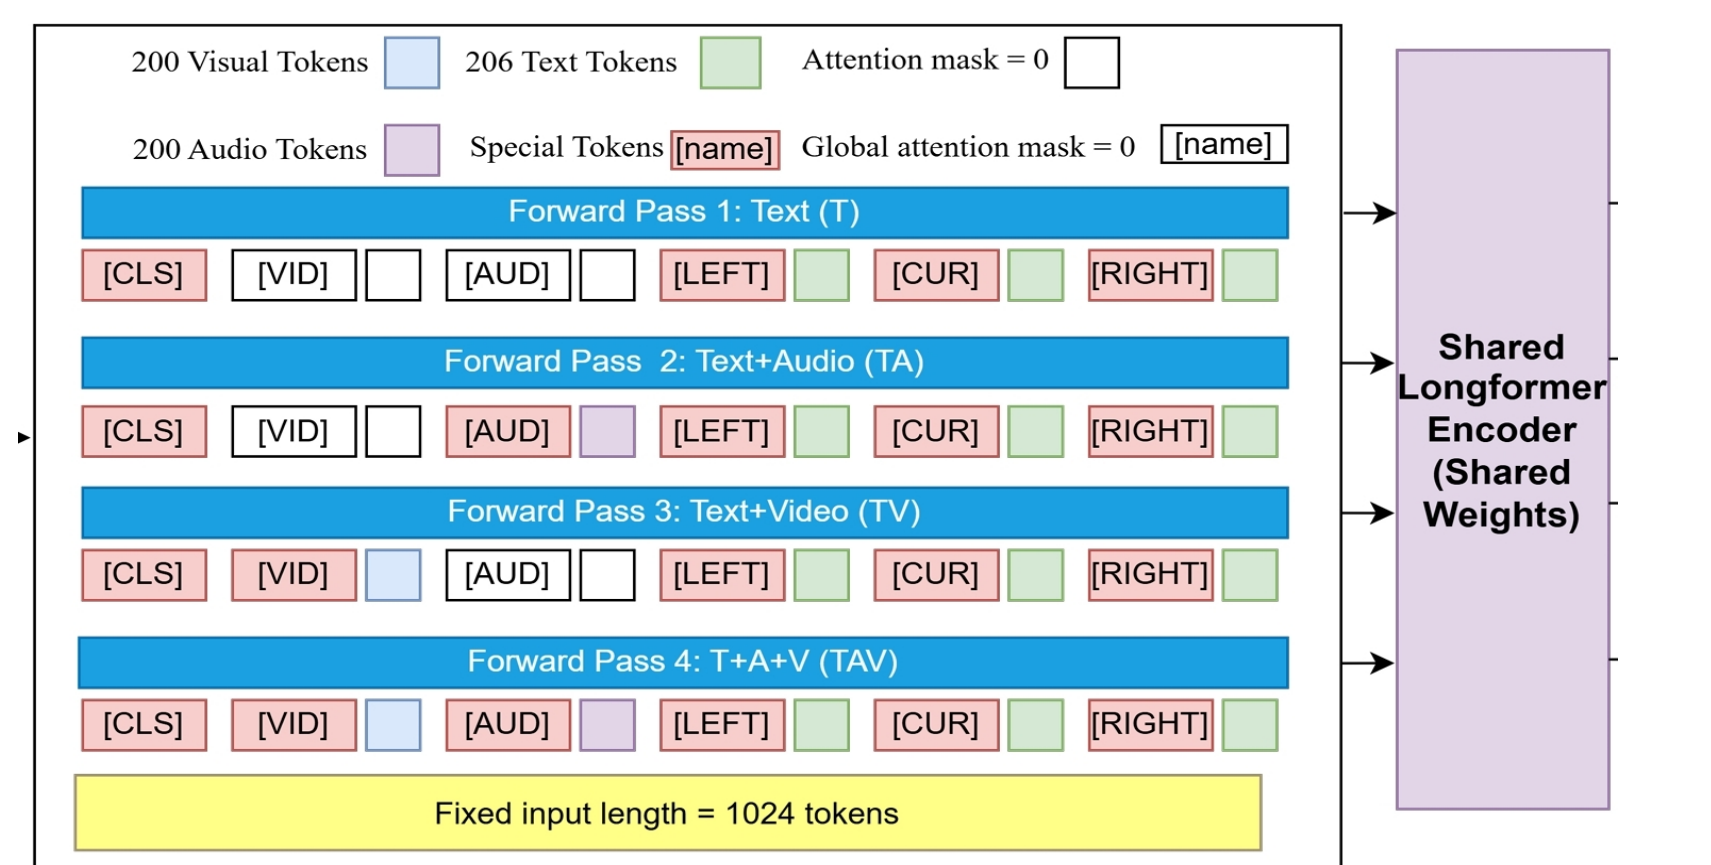 200 Visual Tokens 206 Text Tokens Attention mask = 0
200 Audio Tokens Special Tokens [name] Global attention mask = 0 [name]
Forward Pass 1: Text (T)
[CLS] [VID] [AUD] [LEFT] [CUR] [RIGHT]
Forward Pass 2: Text+Audio (TA)
[CLS] [VID] [AUD] [LEFT] [CUR] [RIGHT]
Forward Pass 3: Text+Video (TV)
[CLS] [VID] [AUD] [LEFT] [CUR] [RIGHT]
Forward Pass 4: T+A+V (TAV)
[CLS] [VID] [AUD] [LEFT] [CUR] [RIGHT]
Fixed input length = 1024 tokens
Shared
Longformer
Encoder
(Shared
Weights)